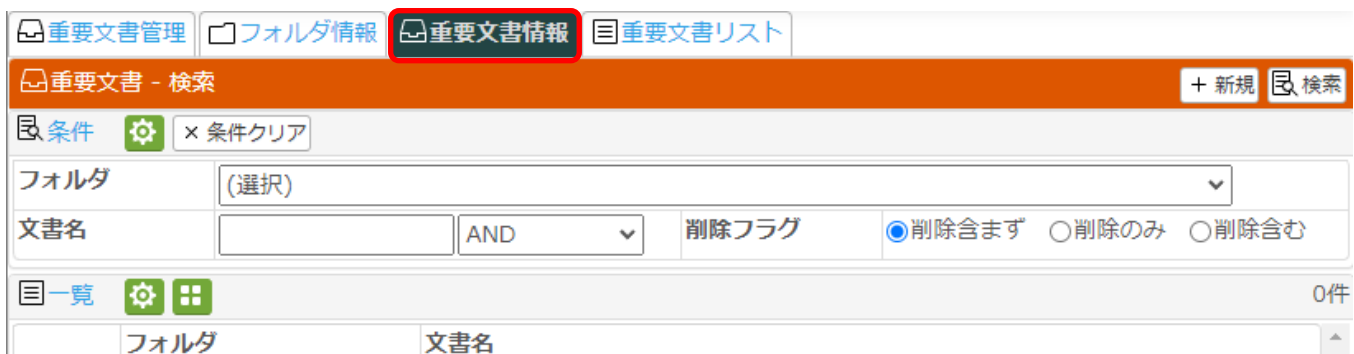 重要文書管理 フォルダ情報 重要文書情報 重要文書リスト
重要文書 - 検索 + 新規 検索
条件 × 条件クリア
フォルダ (選択)
文書名 AND 削除フラグ 削除含まず 削除のみ 削除含む
一覧 0件
フォルダ 文書名